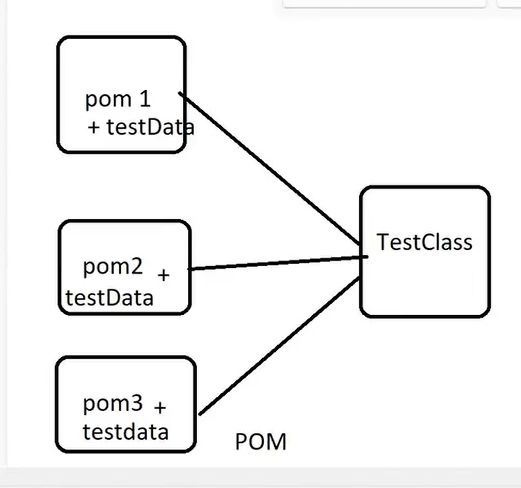 pom 1
+ testData
TestClass
pom2 +
testData
pom3 +
testdata
POM